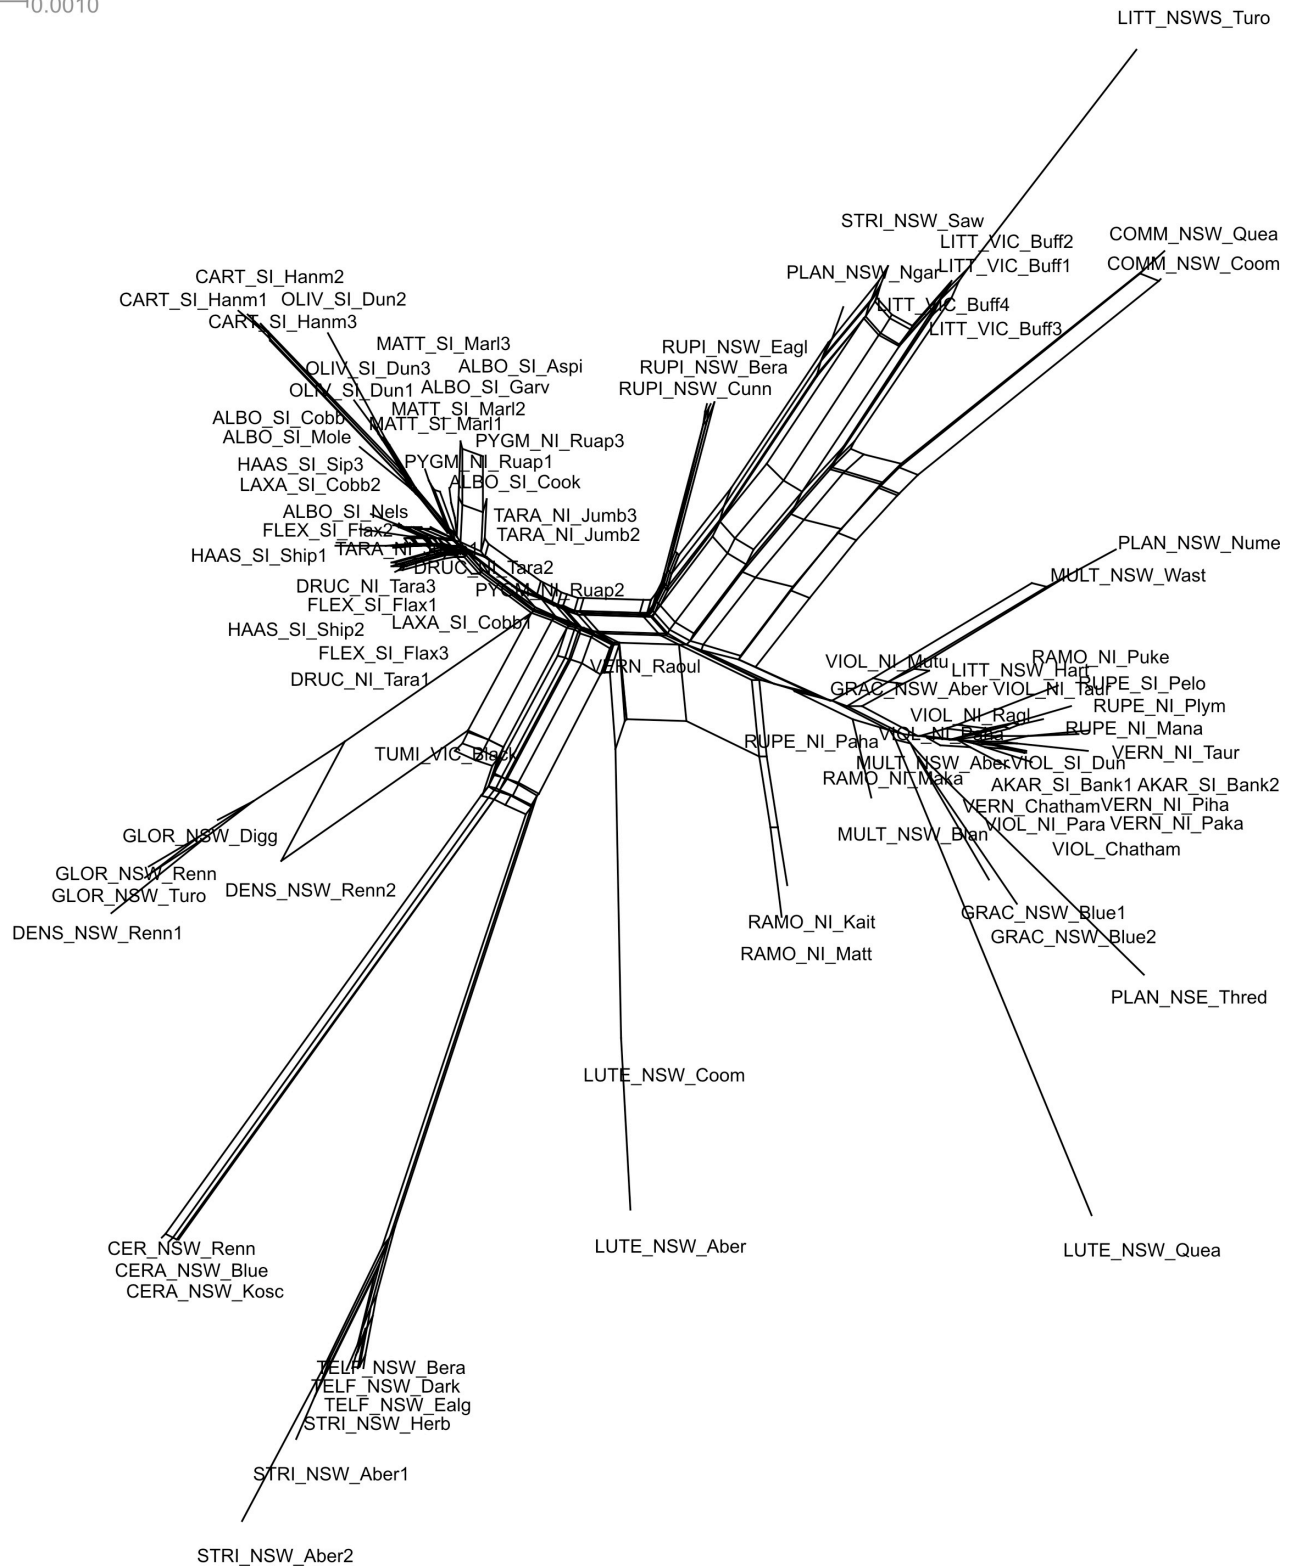 0.0010
LITT_NSWS_Turo
STRI_NSW_Saw
COMM_NSW_Quea
LITT_VIC_Buff2
COMM_NSW_Coom
LITT_VIC_Buff1
PLAN_NSW_Ngar
CART_SI_Hanm2
CART_SI_Hanm1
OLIV_SI_Dun2
LITT_VIC_Buff4
CART_SI_Hanm3
LITT_VIC_Buff3
MATT_SI_Marl3
RUPI_NSW_Eagl
OLIV_SI_Dun3
ALBO_SI_Aspi
RUPI_NSW_Bera
OLIV_SI_Dun1
ALBO_SI_Garv
RUPI_NSW_Cunn
MATT_SI_Marl2
ALBO_SI_Cobb
MATT_SI_Marl1
ALBO_SI_Mole
PYGM_NI_Ruap3
HAAS_SI_Sip3
PYGM_NI_Ruap1
LAXA_SI_Cobb2
ALBO_SI_Cook
ALBO_SI_Nels
TARA_NI_Jumb3
FLEX_SI_Flax2
TARA_NI_Jumb2
PLAN_NSW_Nume
HAAS_SI_Ship1
DRUC_NI_Tara2
MULT_NSW_Wast
DRUC_NI_Tara3
PYGM_NI_Ruap2
FLEX_SI_Flax1
LAXA_SI_Cobb1
HAAS_SI_Ship2
FLEX_SI_Flax3
VERN_Raoul
VIOL_NI_Mutu
RAMO_NI_Puke
LITT_NSW_Hart
DRUC_NI_Tara1
GRAC_NSW_Aber
VIOL_NI_Taur
RUPE_SI_Pelo
RUPE_NI_Plym
VIOL_NI_Ragl
RUPE_NI_Mana
VIOL_NI_Paha
RUPE_NI_Paha
TUMI_VIC_Black
VERN_NI_Taur
MULT_NSW_Aber
VIOL_SI_Dun
RAMO_NI_Maka
AKAR_SI_Bank1
AKAR_SI_Bank2
VERN_Chatham
VERN_NI_Piha
VIOL_NI_Para
VERN_NI_Paka
GLOR_NSW_Digg
MULT_NSW_Blan
VIOL_Chatham
GLOR_NSW_Renn
DENS_NSW_Renn2
GLOR_NSW_Turo
GRAC_NSW_Blue1
RAMO_NI_Kait
DENS_NSW_Renn1
GRAC_NSW_Blue2
RAMO_NI_Matt
PLAN_NSE_Thred
LUTE_NSW_Coom
CER_NSW_Renn
LUTE_NSW_Aber
LUTE_NSW_Quea
CERA_NSW_Blue
CERA_NSW_Kosc
TELF_NSW_Bera
TELF_NSW_Dark
TELF_NSW_Ealg
STRI_NSW_Herb
STRI_NSW_Aber1
STRI_NSW_Aber2